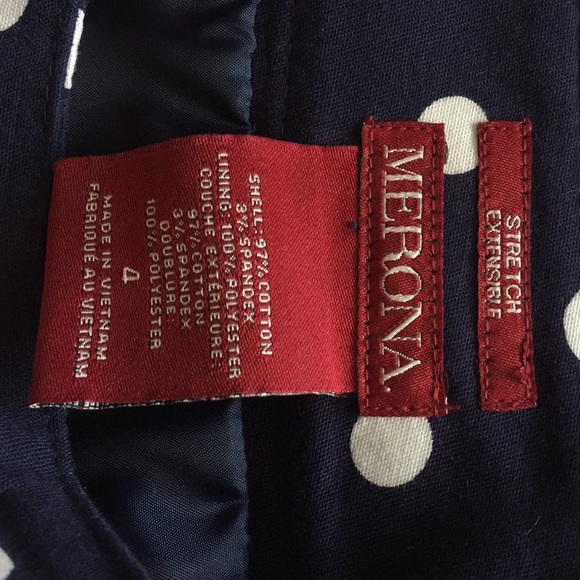 STRETCH
EXTENSIBLE
MERONA.
SHELL: 97% COTTON
3% SPANDEX
LINING: 100% POLYESTER
COUCHE EXTÉRIEURE:
97% COTTON
3% SPANDEX
DOUBLURE:
100% POLYESTER
4
MADE IN VIETNAM
FABRIQUÉ AU VIETNAM